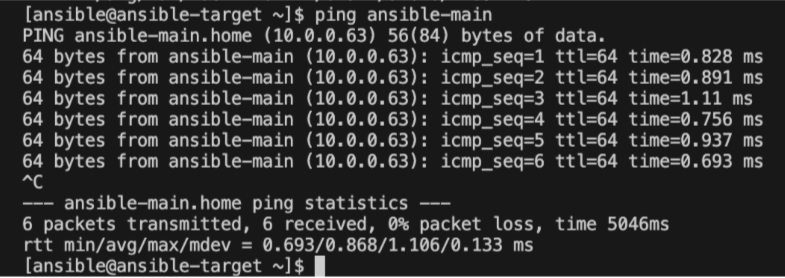 [ansible@ansible-target ~]$ ping ansible-main
PING ansible-main.home (10.0.0.63) 56(84) bytes of data.
64 bytes from ansible-main (10.0.0.63): icmp_seq=1 ttl=64 time=0.828 ms
64 bytes from ansible-main (10.0.0.63): icmp_seq=2 ttl=64 time=0.891 ms
64 bytes from ansible-main (10.0.0.63): icmp_seq=3 ttl=64 time=1.11 ms
64 bytes from ansible-main (10.0.0.63): icmp_seq=4 ttl=64 time=0.756 ms
64 bytes from ansible-main (10.0.0.63): icmp_seq=5 ttl=64 time=0.937 ms
64 bytes from ansible-main (10.0.0.63): icmp_seq=6 ttl=64 time=0.693 ms
^C
--- ansible-main.home ping statistics ---
6 packets transmitted, 6 received, 0% packet loss, time 5046ms
rtt min/avg/max/mdev = 0.693/0.868/1.106/0.133 ms
[ansible@ansible-target ~]$